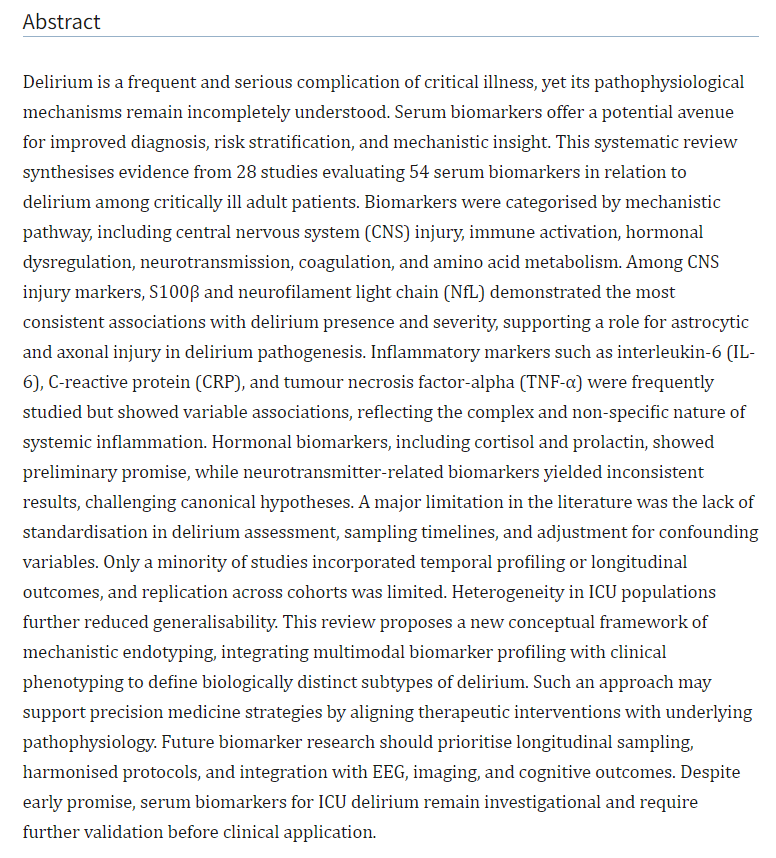 Abstract
Delirium is a frequent and serious complication of critical illness, yet its pathophysiological
mechanisms remain incompletely understood. Serum biomarkers offer a potential avenue
for improved diagnosis, risk stratification, and mechanistic insight. This systematic review
synthesises evidence from 28 studies evaluating 54 serum biomarkers in relation to
delirium among critically ill adult patients. Biomarkers were categorised by mechanistic
pathway, including central nervous system (CNS) injury, immune activation, hormonal
dysregulation, neurotransmission, coagulation, and amino acid metabolism. Among CNS
injury markers, S100β and neurofilament light chain (NfL) demonstrated the most
consistent associations with delirium presence and severity, supporting a role for astrocytic
and axonal injury in delirium pathogenesis. Inflammatory markers such as interleukin-6 (IL-
6), C-reactive protein (CRP), and tumour necrosis factor-alpha (TNF-α) were frequently
studied but showed variable associations, reflecting the complex and non-specific nature of
systemic inflammation. Hormonal biomarkers, including cortisol and prolactin, showed
preliminary promise, while neurotransmitter-related biomarkers yielded inconsistent
results, challenging canonical hypotheses. A major limitation in the literature was the lack of
standardisation in delirium assessment, sampling timelines, and adjustment for confounding
variables. Only a minority of studies incorporated temporal profiling or longitudinal
outcomes, and replication across cohorts was limited. Heterogeneity in ICU populations
further reduced generalisability. This review proposes a new conceptual framework of
mechanistic endotyping, integrating multimodal biomarker profiling with clinical
phenotyping to define biologically distinct subtypes of delirium. Such an approach may
support precision medicine strategies by aligning therapeutic interventions with underlying
pathophysiology. Future biomarker research should prioritise longitudinal sampling,
harmonised protocols, and integration with EEG, imaging, and cognitive outcomes. Despite
early promise, serum biomarkers for ICU delirium remain investigational and require
further validation before clinical application.